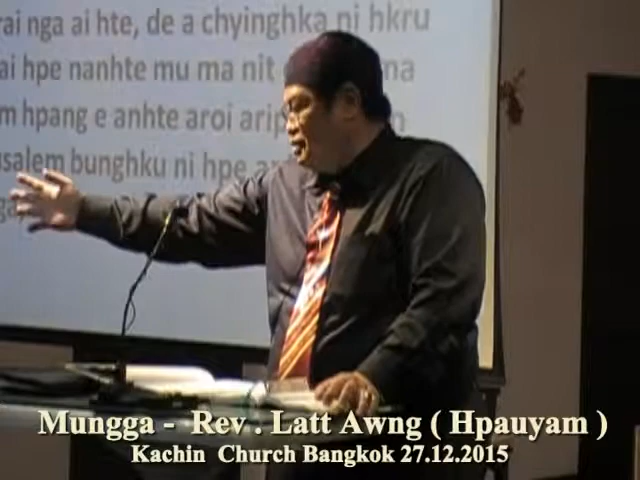 rai nga ai hte, de a chyinghka ni hkru
ai hpe nanhte mu ma nit ma
m hpang e anhte aroi arip
usalem bunghku ni hpe
Mungga - Rev . Latt Awng ( Hpauyam )
Kachin Church Bangkok 27.12.2015